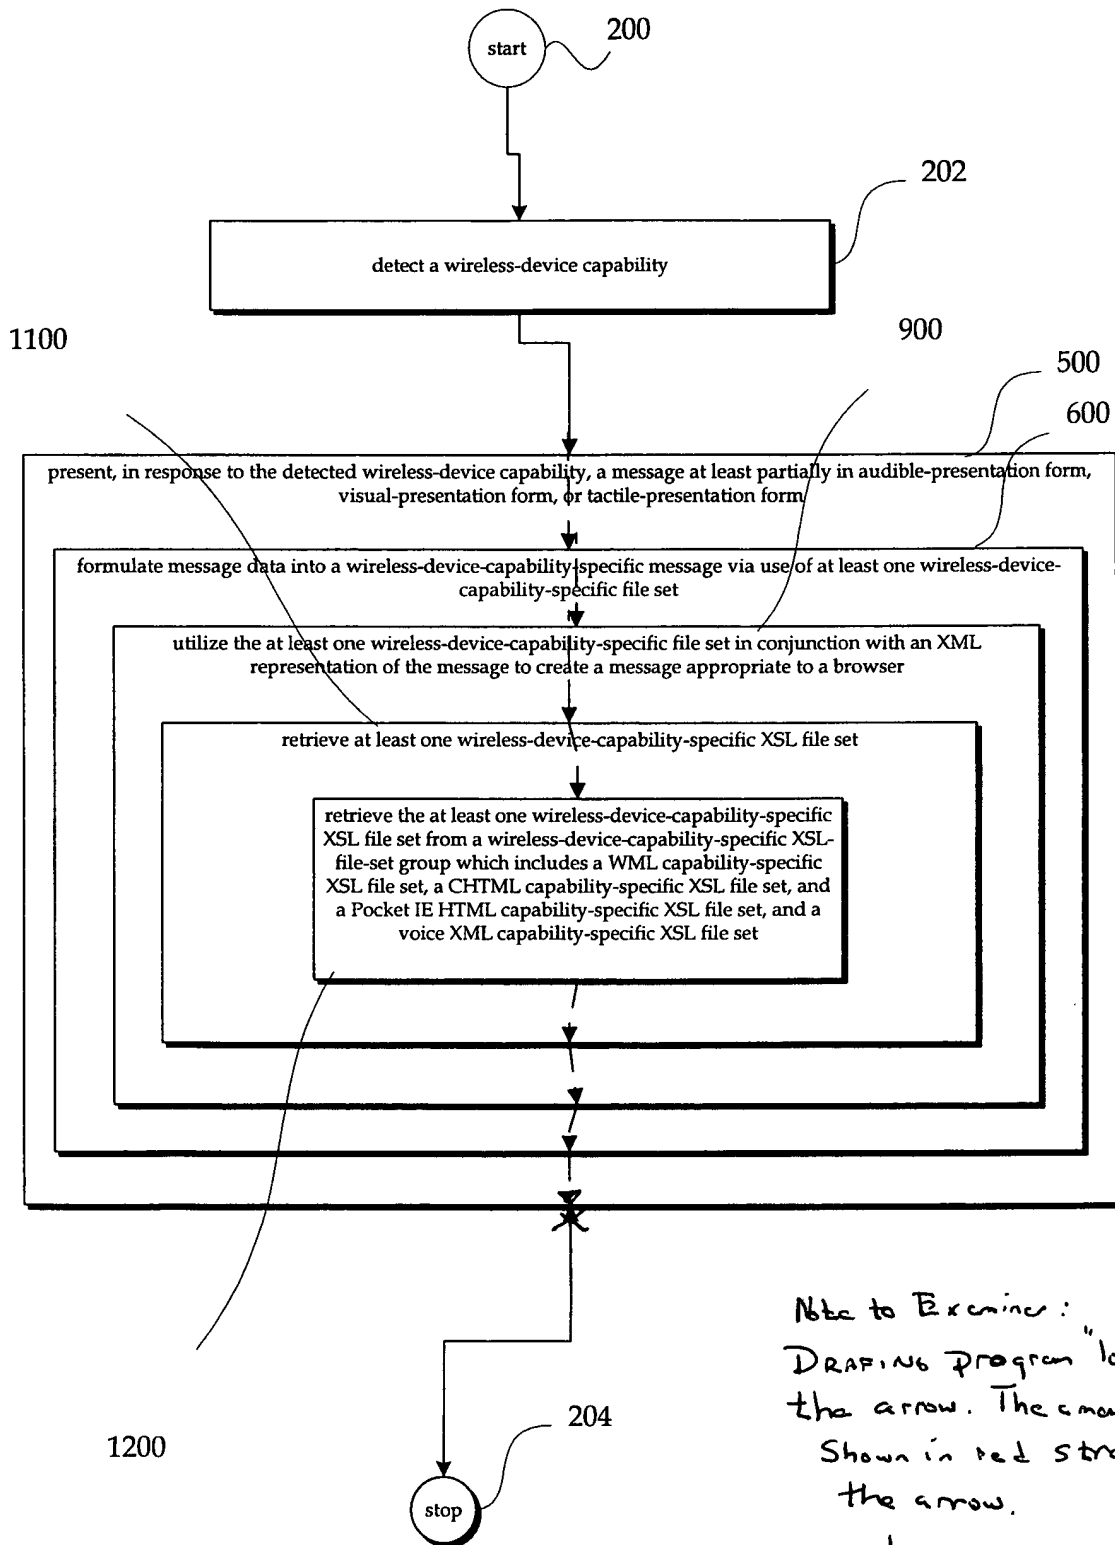 200
start
202
detect a wireless-device capability
1100
900
500
600
present, in response to the detected wireless-device capability, a message at least partially in audible-presentation form,
visual-presentation form, or tactile-presentation form
formulate message data into a wireless-device-capability-specific message via use of at least one wireless-device-
capability-specific file set
utilize the at least one wireless-device-capability-specific file set in conjunction with an XML
representation of the message to create a message appropriate to a browser
retrieve at least one wireless-device-capability-specific XSL file set
retrieve the at least one wireless-device-capability-specific
XSL file set from a wireless-device-capability-specific XSL-
file-set group which includes a WML capability-specific
XSL file set, a CHTML capability-specific XSL file set, and
a Pocket IE HTML capability-specific XSL file set, and a
voice XML capability-specific XSL file set
Note to Examiner:
DRAFING program "lo
the arrow. The amen
Shown in red
the arrow.
1200
204
stop